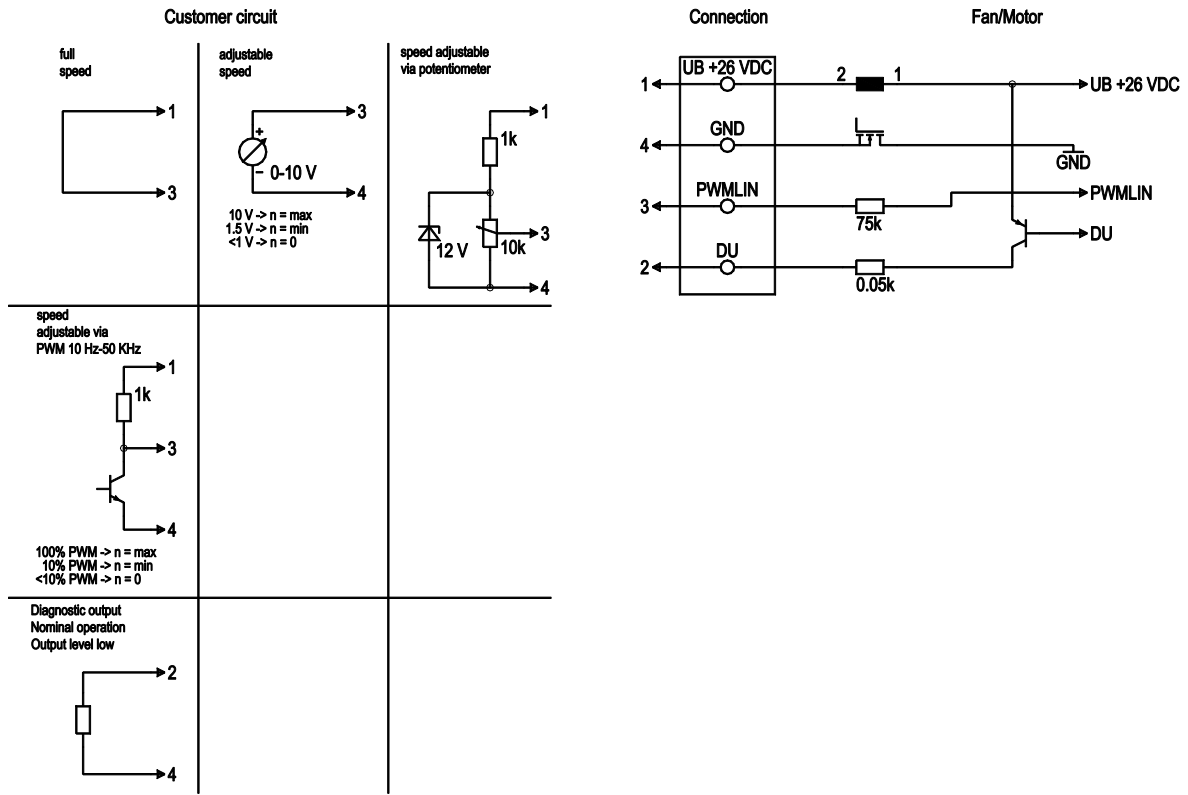 Customer circuit
full
speed
1
3
adjustable
speed
3
+
–
0-10 V
4
10 V -> n = max
1.5 V -> n = min
<1 V -> n = 0
speed adjustable
via potentiometer
1
1k
12 V
10k
3
4
speed
adjustable via
PWM 10 Hz-50 KHz
1
1k
3
4
100% PWM -> n = max
10% PWM -> n = min
<10% PWM -> n = 0
Diagnostic output
Nominal operation
Output level low
2
4
Connection
Fan/Motor
1
UB +26 VDC
2
1
UB +26 VDC
4
GND
GND
3
PWMLIN
75k
PWMLIN
DU
2
DU
0.05k